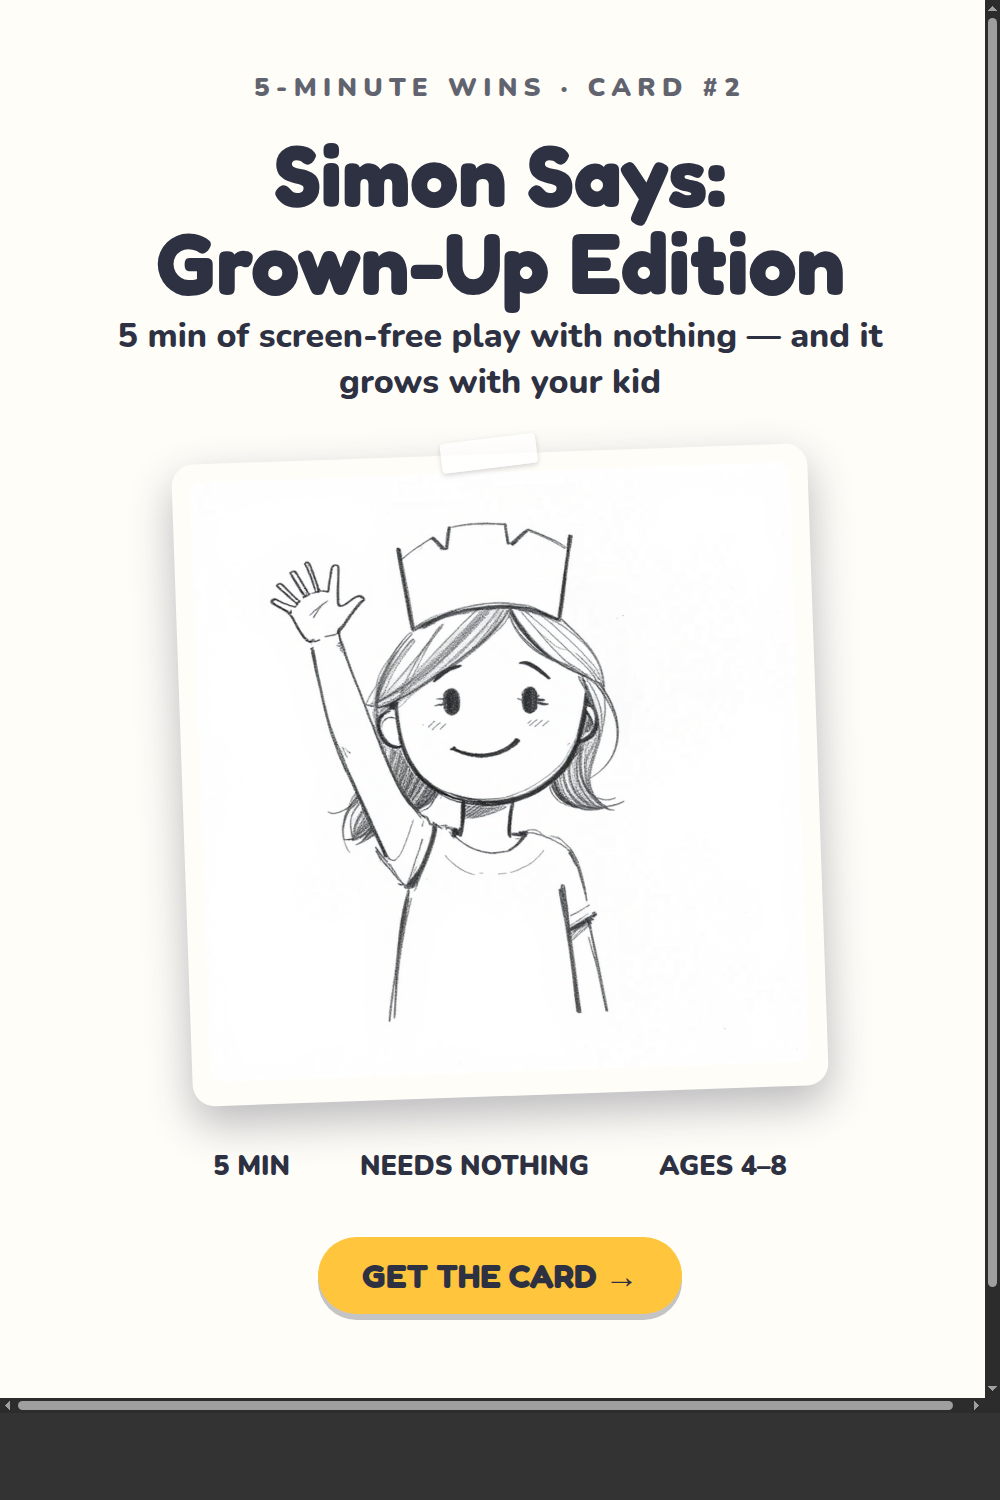 5-MINUTE WINS · CARD #2
Simon Says:
Grown-Up Edition
5 min of screen-free play with nothing — and it
grows with your kid
5 MIN NEEDS NOTHING AGES 4–8
GET THE CARD →